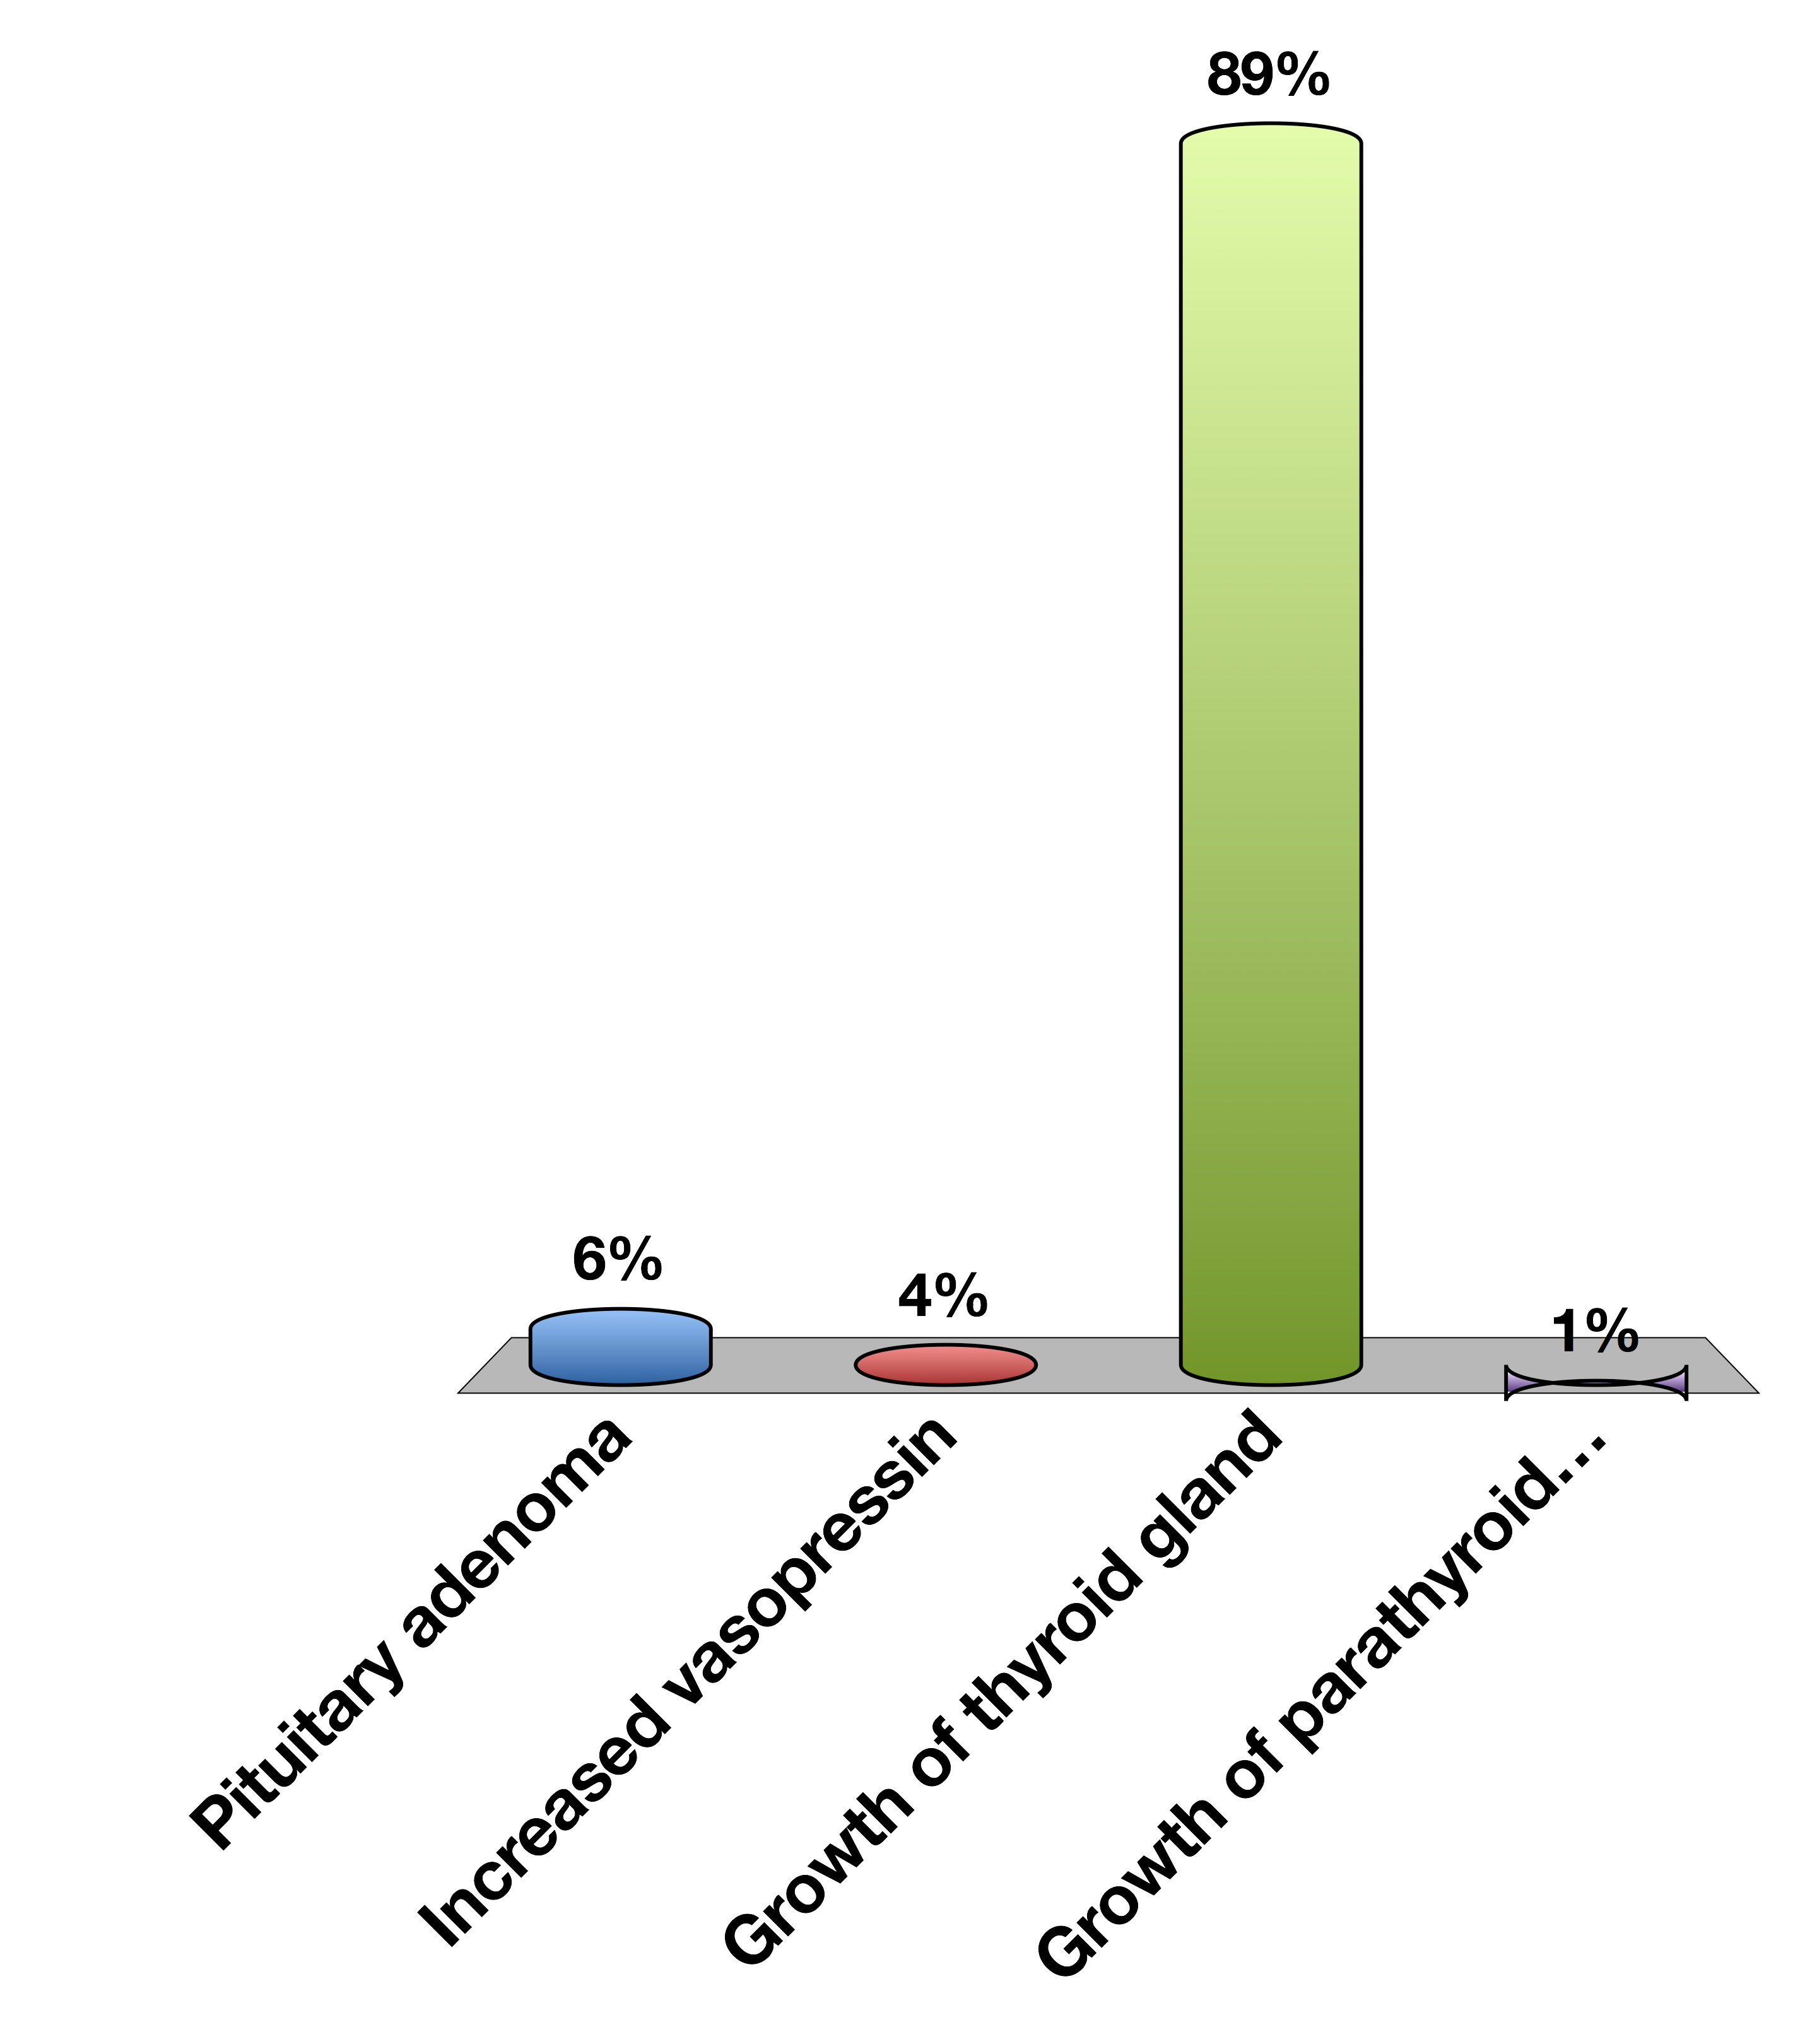 89%
6%
4%
1%
Pituitary adenoma
Increased vasopressin
Growth of thyroid gland
Growth of parathyroid...